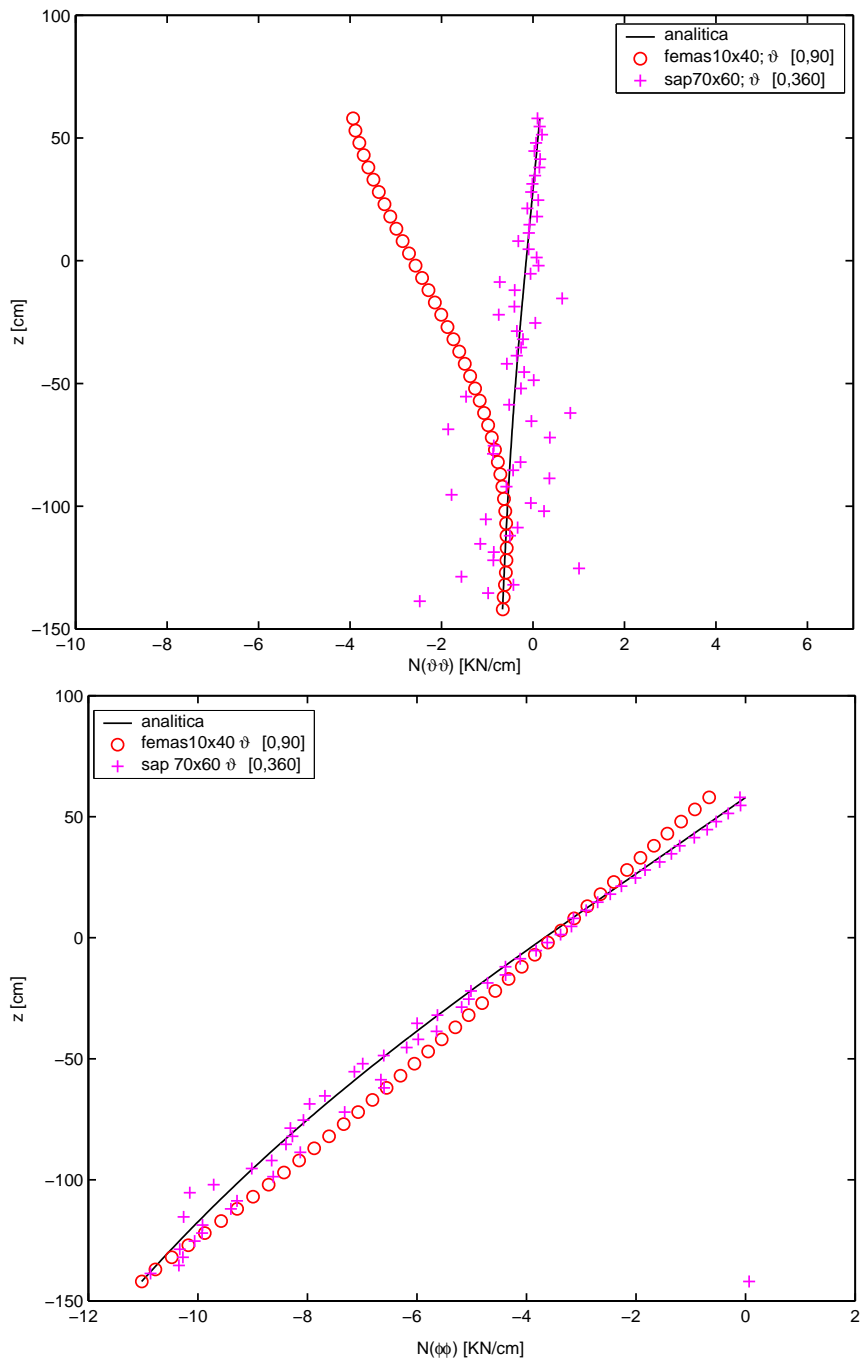 100
50
0
−50
−100
−150
z [cm]
−10 −8 −6 −4 −2 0 2 4 6
N(ϑϑ) [KN/cm]
analitica
femas10x40; ϑ [0,90]
sap70x60; ϑ [0,360]
100
50
0
−50
−100
−150
z [cm]
−12 −10 −8 −6 −4 −2 0 2
N(ϕϕ) [KN/cm]
analitica
femas10x40 ϑ [0,90]
sap 70x60 ϑ [0,360]